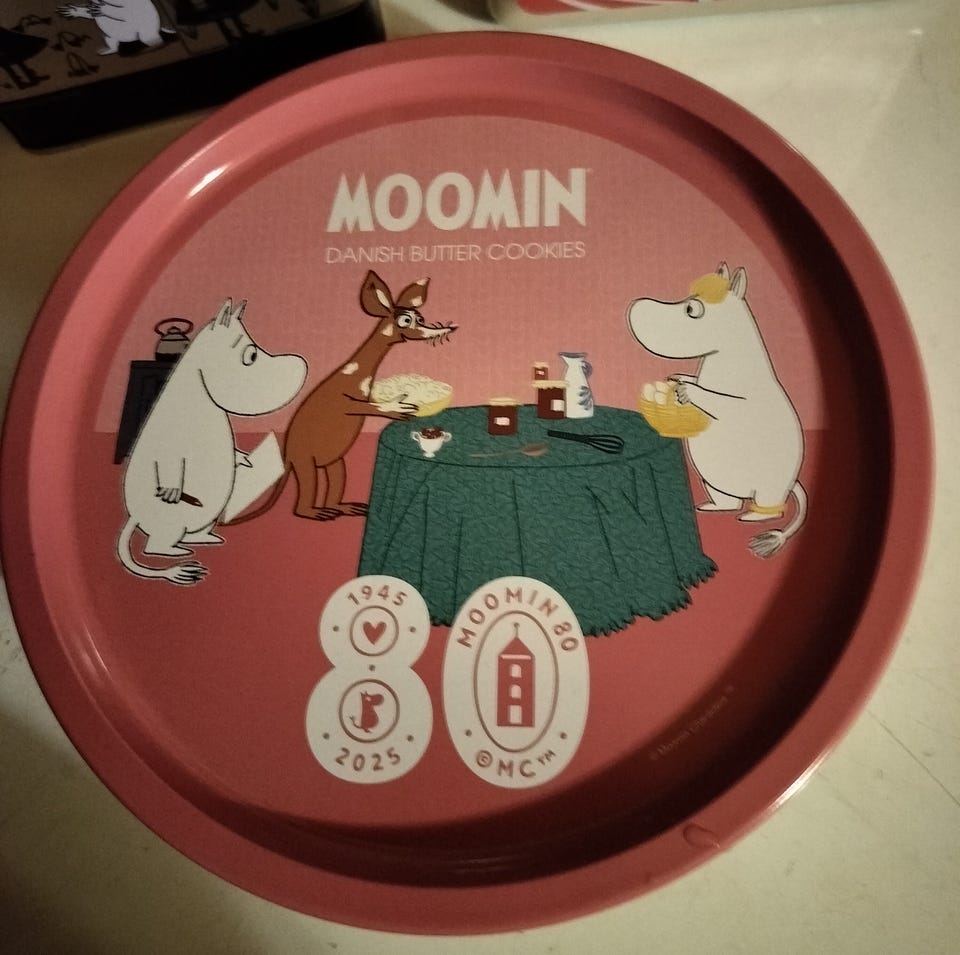 MOOMIN
DANISH BUTTER COOKIES
1945
2025
MOOMIN 80
©MC™